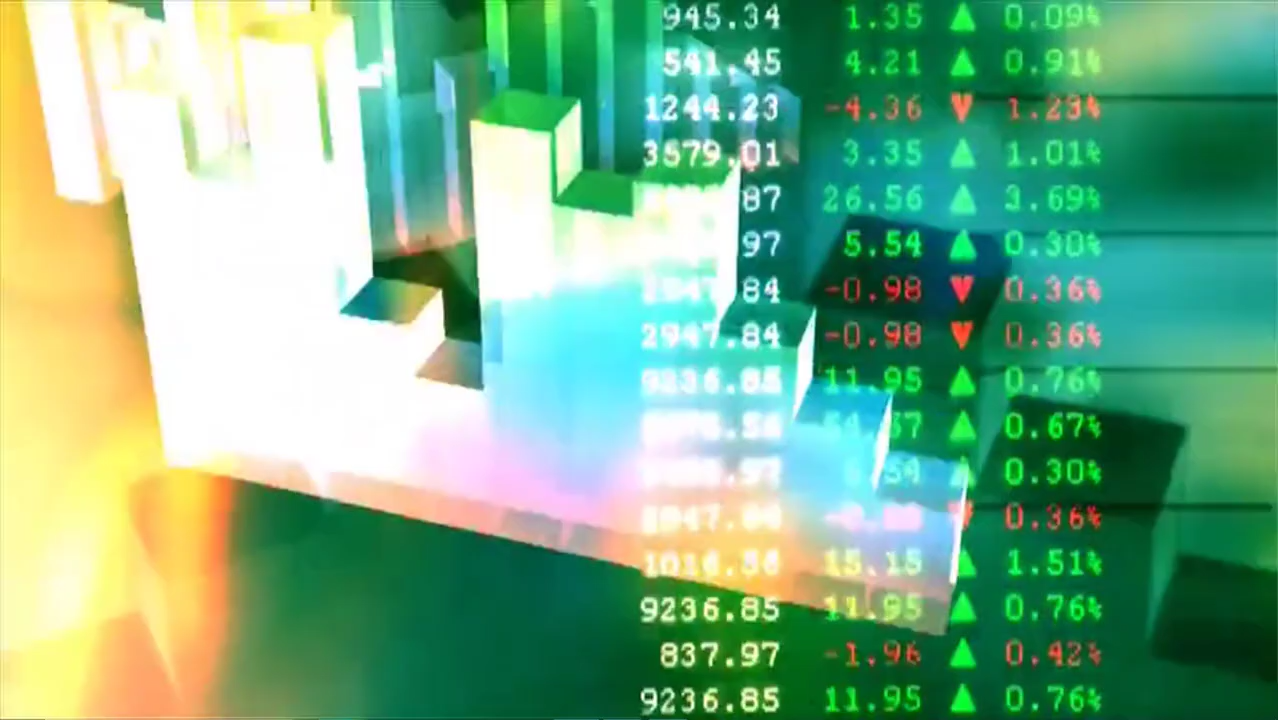 945.34 1.35 ▲ 0.09%
541.45 4.21 ▲ 0.91%
1244.23 -4.36 ▼ 1.23%
3579.01 3.35 ▲ 1.01%
87 26.56 ▲ 3.69%
97 5.54 ▲ 0.30%
2947.84 -0.98 ▼ 0.36%
2947.84 -0.98 ▼ 0.36%
9236.85 11.95 ▲ 0.76%
▲ 0.67%
▲ 0.30%
▼ 0.36%
15.15 ▲ 1.51%
9236.85 11.95 ▲ 0.76%
837.97 -1.96 ▲ 0.42%
9236.85 11.95 ▲ 0.76%